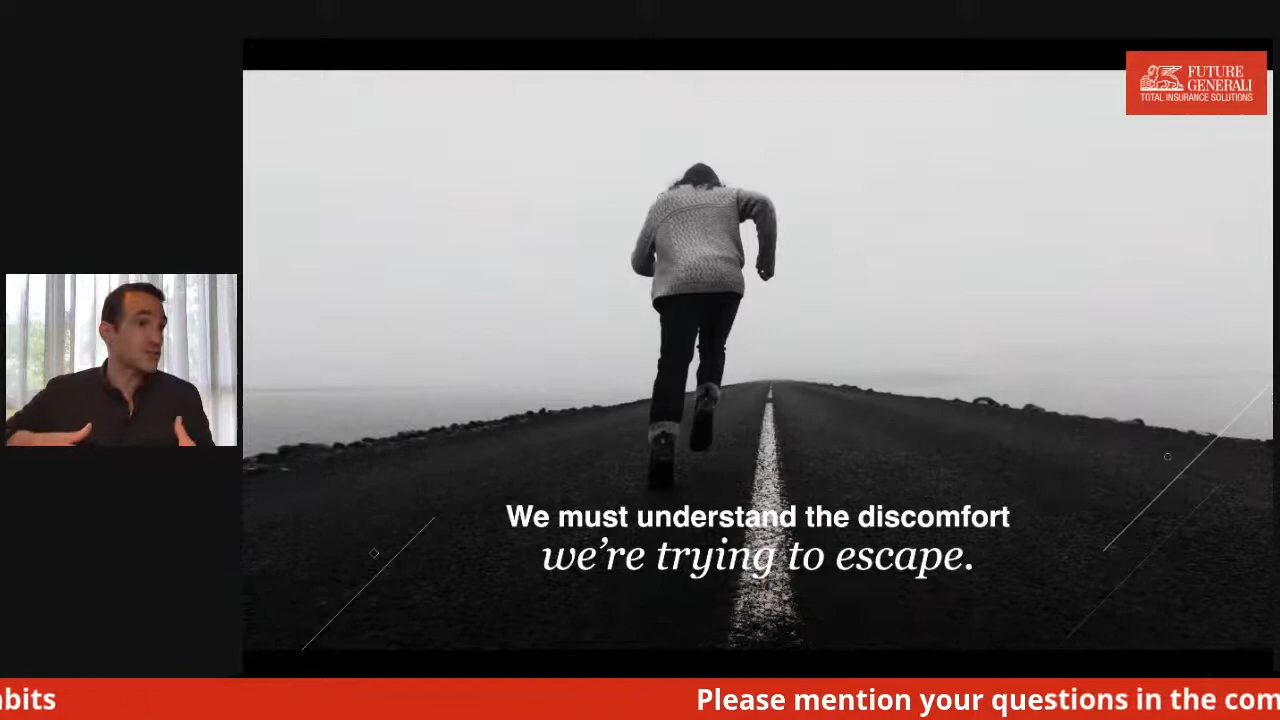 FUTURE
GENERALI
TOTAL INSURANCE SOLUTIONS
We must understand the discomfort
we're trying to escape.
abits Please mention your questions in the com